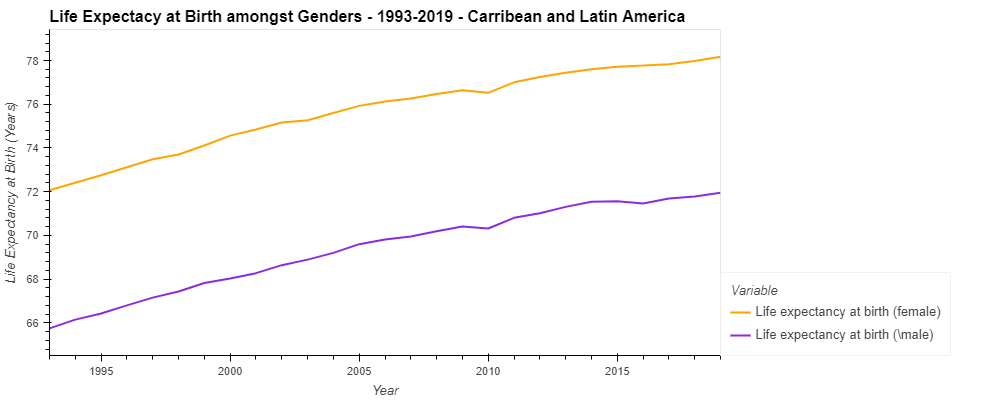 Life Expectacy at Birth amongst Genders - 1993-2019 - Carribean and Latin America
Life Expectancy at Birth (Years)
78
76
74
72
70
68
66
1995
2000
2005
2010
2015
Year
Variable
Life expectancy at birth (female)
Life expectancy at birth (\male)